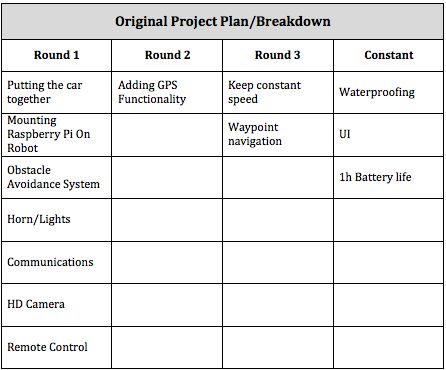 Original Project Plan/Breakdown
Round 1 Round 2 Round 3 Constant
Putting the car together Adding GPS Functionality Keep constant speed Waterproofing
Mounting Raspberry Pi On Robot Waypoint navigation UI
Obstacle Avoidance System 1h Battery life
Horn/Lights
Communications
HD Camera
Remote Control